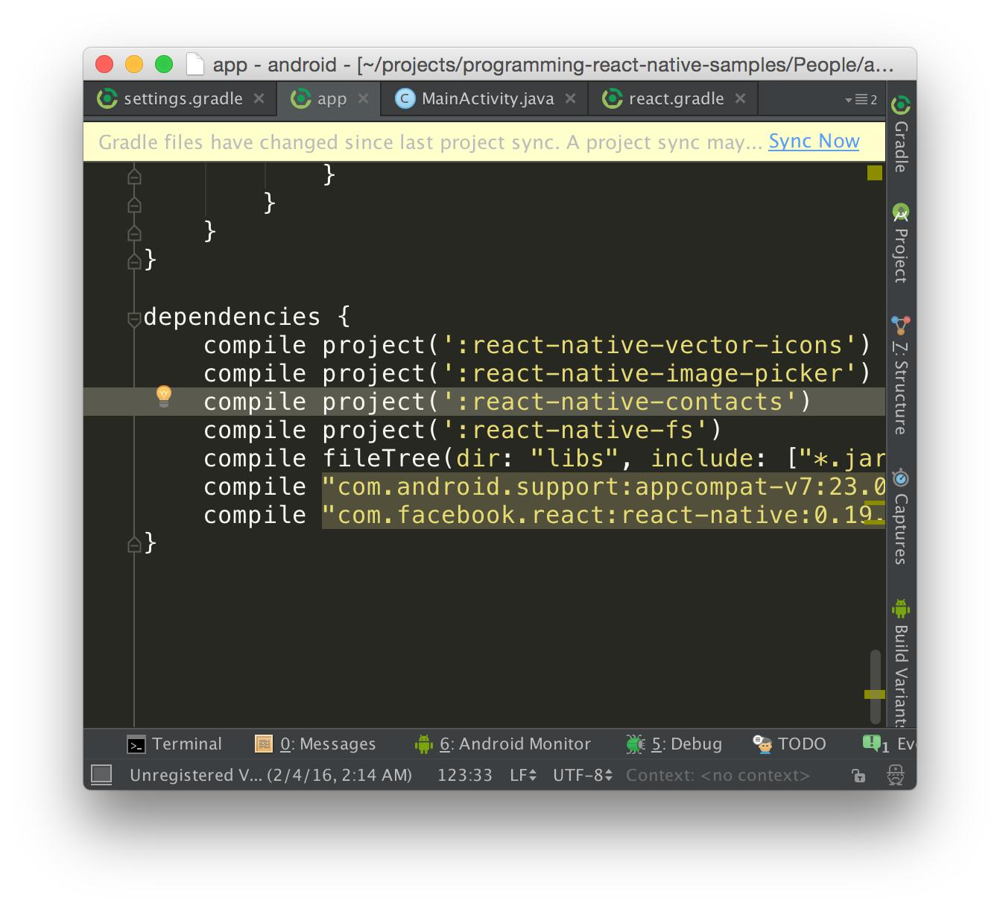 app - android - [~/projects/programming-react-native-samples/People/a...
settings.gradle app MainActivity.java react.gradle 2
Gradle files have changed since last project sync. A project sync may... Sync Now
}
}
}
}
dependencies {
compile project(':react-native-vector-icons')
compile project(':react-native-image-picker')
compile project(':react-native-contacts')
compile project(':react-native-fs')
compile fileTree(dir: "libs", include: ["*.jar
compile "com.android.support:appcompat-v7:23.0
compile "com.facebook.react:react-native:0.19.
}
Gradle
Project
7: Structure
Captures
Build Variants
Terminal 0: Messages 6: Android Monitor 5: Debug TODO 1 Ev
Unregistered V... (2/4/16, 2:14 AM) 123:33 LF UTF-8 Context: <no context>